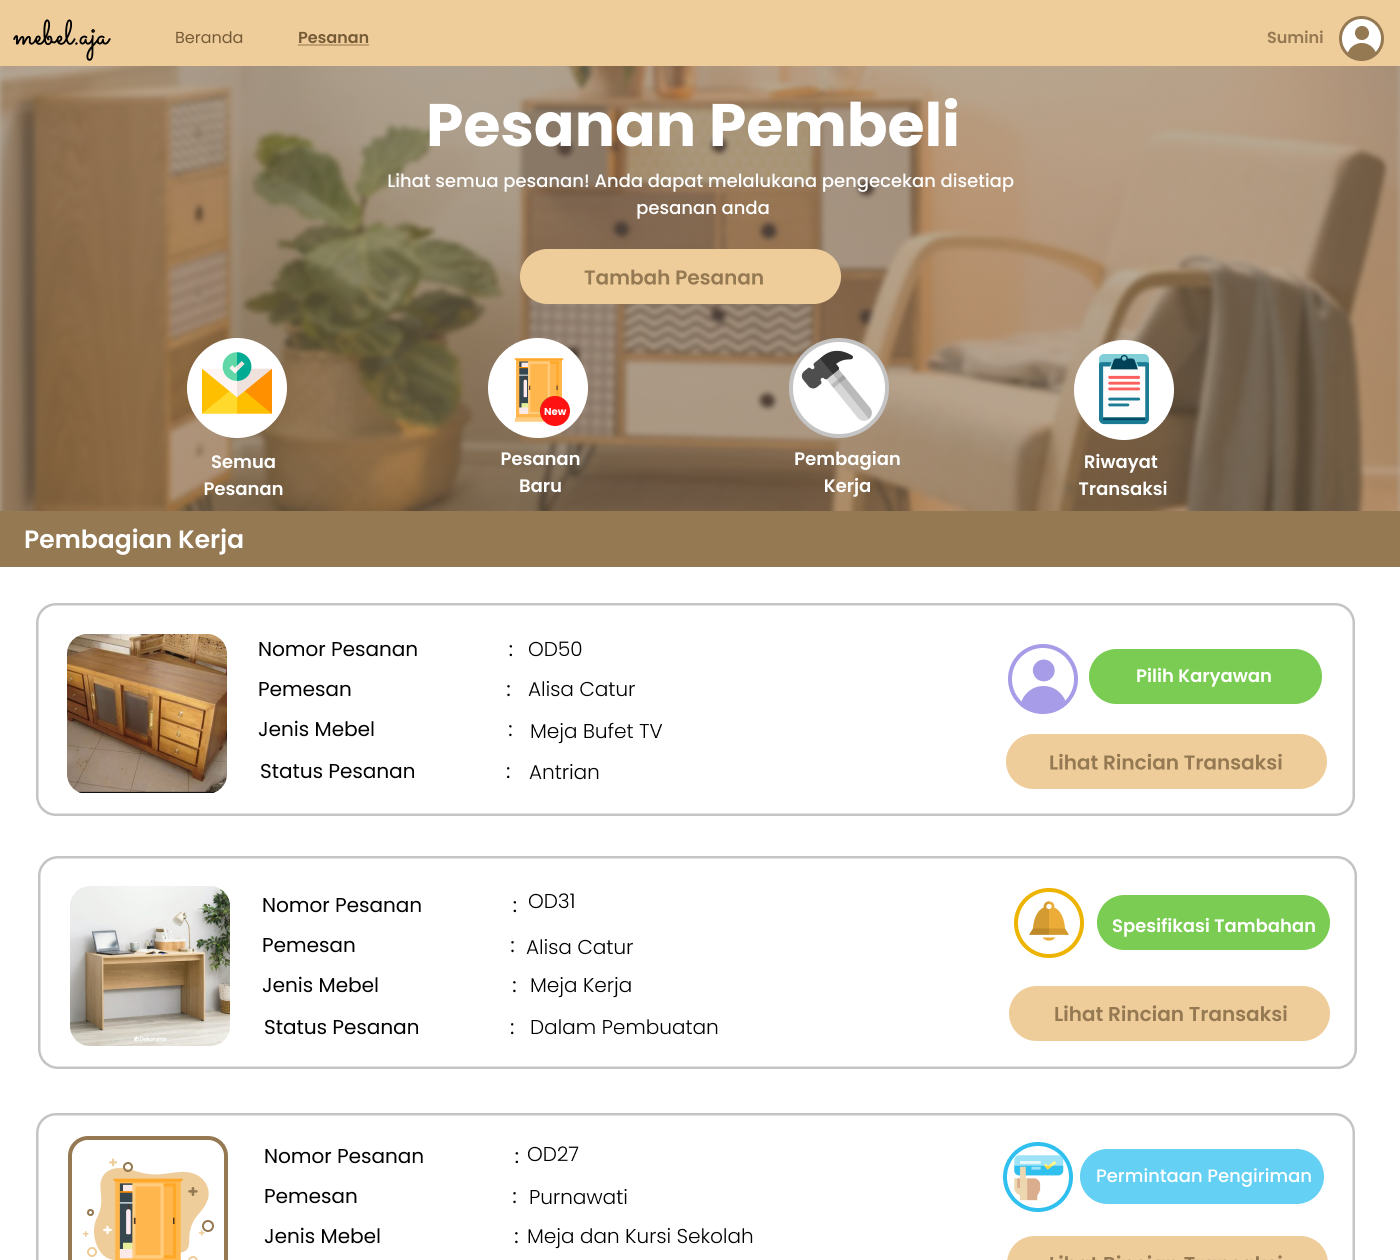 mebel.aja
Beranda
Pesanan
Sumini
Pesanan Pembeli
Lihat semua pesanan! Anda dapat melalukana pengecekan disetiap
pesanan anda
Tambah Pesanan
New
Semua
Pesanan
Pesanan
Baru
Pembagian
Kerja
Riwayat
Transaksi
Pembagian Kerja
Nomor Pesanan : OD50
Pemesan : Alisa Catur
Jenis Mebel : Meja Bufet TV
Status Pesanan : Antrian
Pilih Karyawan
Lihat Rincian Transaksi
Nomor Pesanan : OD31
Pemesan : Alisa Catur
Jenis Mebel : Meja Kerja
Status Pesanan : Dalam Pembuatan
Spesifikasi Tambahan
Lihat Rincian Transaksi
Nomor Pesanan : OD27
Pemesan : Purnawati
Jenis Mebel : Meja dan Kursi Sekolah
Permintaan Pengiriman
Lihat Rincian Transaksi